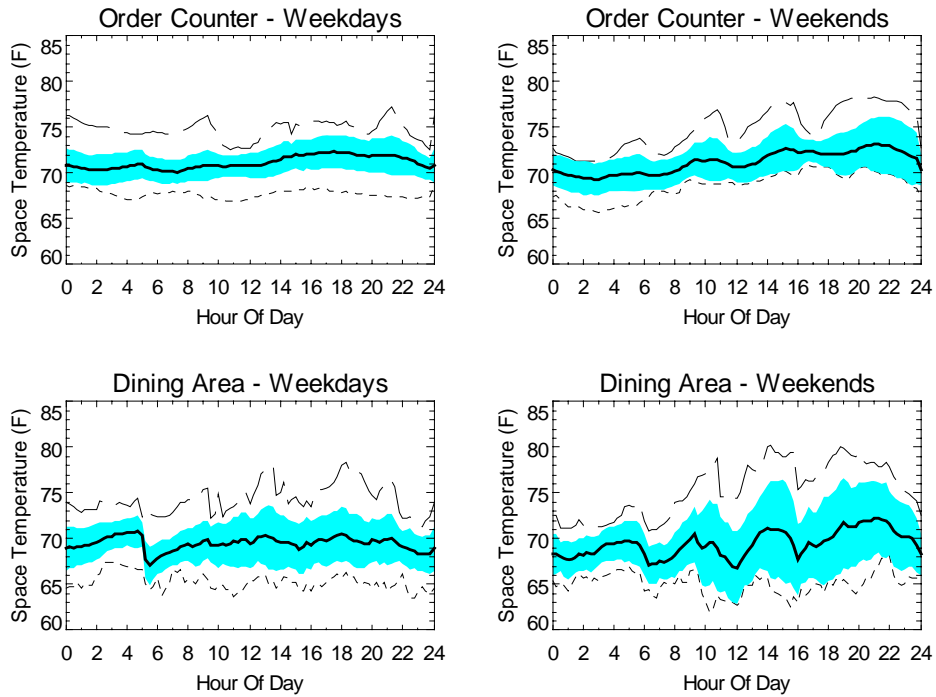 Order Counter - Weekdays
Space Temperature (F)
85
80
75
70
65
60
0 2 4 6 8 10 12 14 16 18 20 22 24
Hour Of Day
Order Counter - Weekends
Space Temperature (F)
85
80
75
70
65
60
0 2 4 6 8 10 12 14 16 18 20 22 24
Hour Of Day
Dining Area - Weekdays
Space Temperature (F)
85
80
75
70
65
60
0 2 4 6 8 10 12 14 16 18 20 22 24
Hour Of Day
Dining Area - Weekends
Space Temperature (F)
85
80
75
70
65
60
0 2 4 6 8 10 12 14 16 18 20 22 24
Hour Of Day